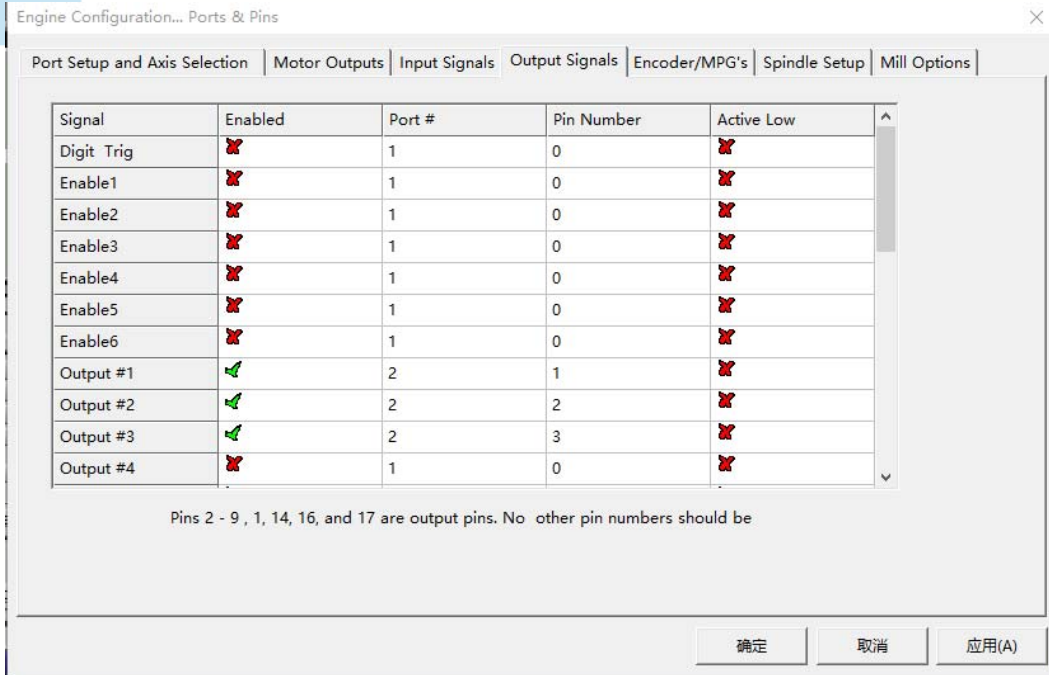 Engine Configuration... Ports & Pins
Port Setup and Axis Selection Motor Outputs Input Signals Output Signals Encoder/MPG's Spindle Setup Mill Options
Signal Enabled Port # Pin Number Active Low
Digit Trig 1 0
Enable1 1 0
Enable2 1 0
Enable3 1 0
Enable4 1 0
Enable5 1 0
Enable6 1 0
Output #1 2 1
Output #2 2 2
Output #3 2 3
Output #4 1 0
Pins 2 - 9 , 1, 14, 16, and 17 are output pins. No other pin numbers should be
确定 取消 应用(A)